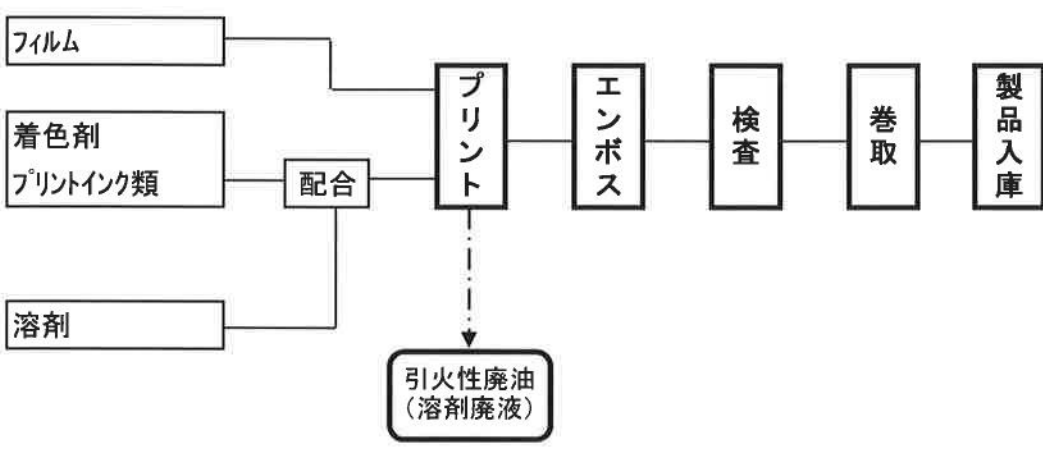 フィルム
着色剤
プリントインク類
配合
溶剤
プリント
エンボス
検査
巻取
製品入庫
引火性廃油
（溶剤廃液）